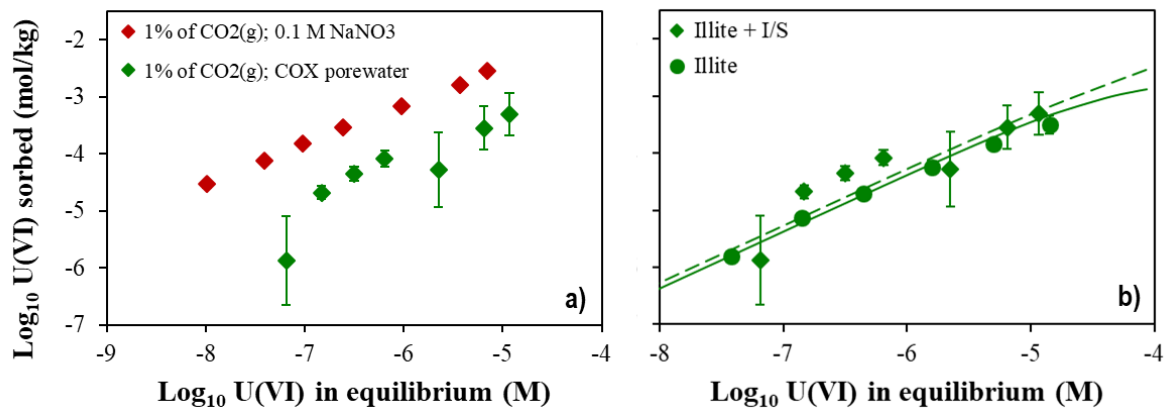 1% of CO2(g); 0.1 M NaNO3
1% of CO2(g); COX porewater
Log₁₀ U(VI) sorbed (mol/kg)
-2
-3
-4
-5
-6
-7
a)
-9 -8 -7 -6 -5 -4
Log₁₀ U(VI) in equilibrium (M)
Illite + I/S
Illite
b)
-8 -7 -6 -5 -4
Log₁₀ U(VI) in equilibrium (M)